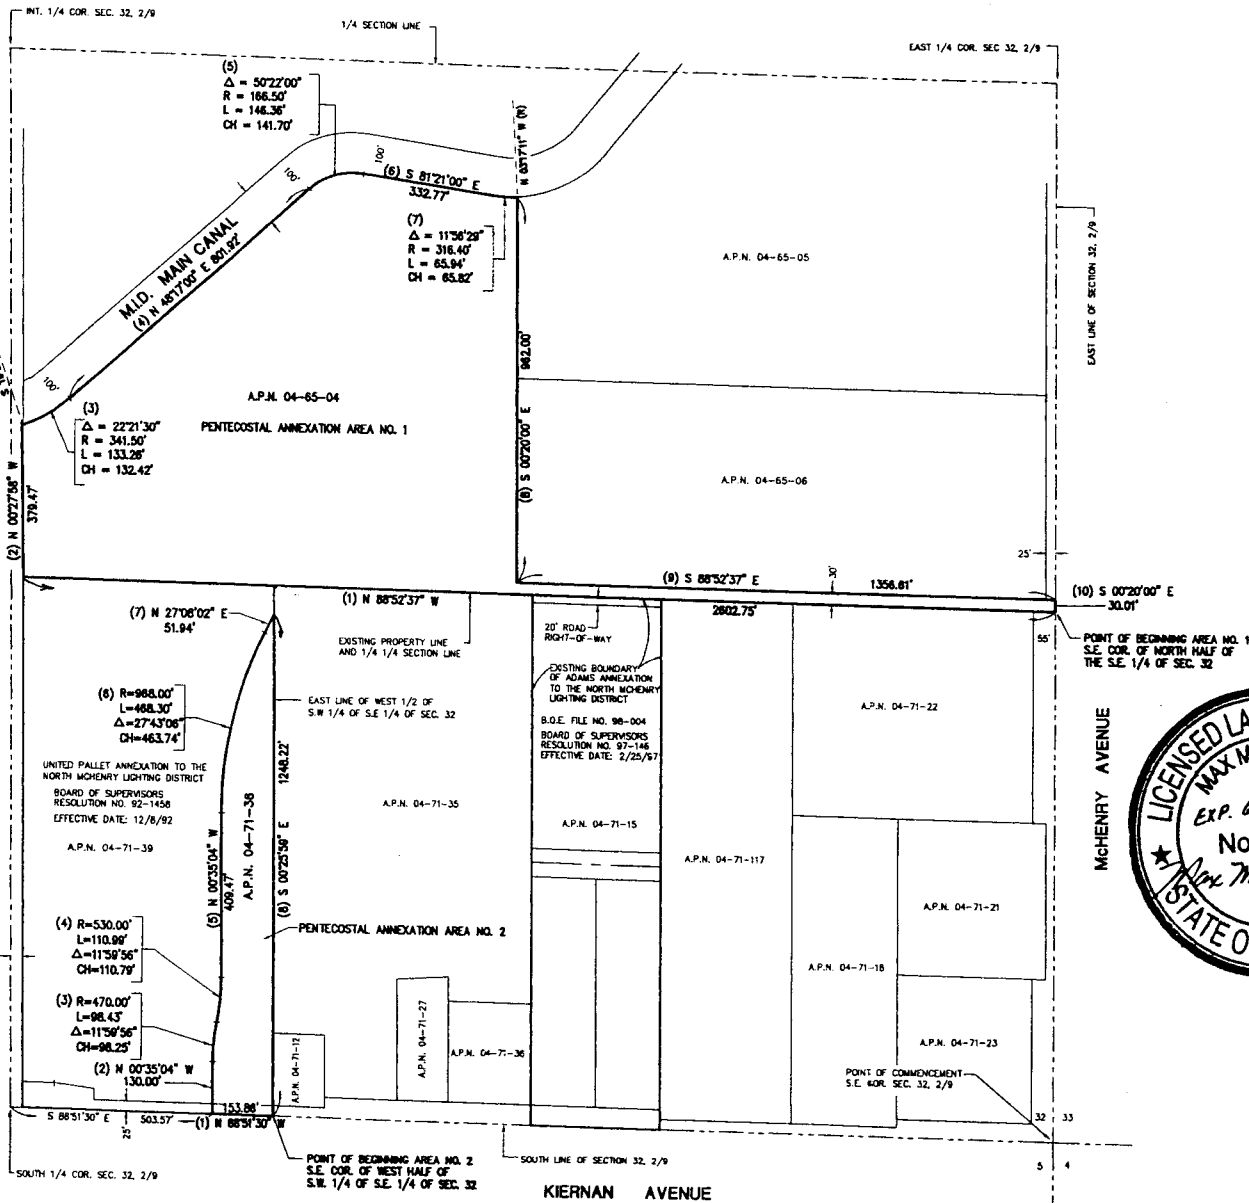 INT. 1/4 COR. SEC. 32, 2/9
1/4 SECTION LINE
EAST 1/4 COR. SEC 32, 2/9
(5)
Δ = 50°22'00"
R = 166.50'
L = 146.36'
CH = 141.70'
100'
(6) S 81°21'00" E
332.77'
N 03°17'11" W (R)
100'
M.I.D. MAIN CANAL
(4) N 48°17'00" E 801.92'
(7)
Δ = 11°56'29"
R = 316.40'
L = 65.94'
CH = 65.82'
A.P.N. 04-65-05
EAST LINE OF SECTION 32, 2/9
962.00'
(8) S 00°20'00" E
100'
(3)
Δ = 22°21'30"
R = 341.50'
L = 133.26'
CH = 132.42'
A.P.N. 04-65-04
PENTECOSTAL ANNEXATION AREA NO. 1
(2) N 00°27'58" W
379.47'
A.P.N. 04-65-06
25'
(9) S 88°52'37" E
30'
1356.61'
(10) S 00°20'00" E
30.01'
(1) N 88°52'37" W
2602.75'
(7) N 27°08'02" E
51.94'
EXISTING PROPERTY LINE
AND 1/4 1/4 SECTION LINE
20' ROAD
RIGHT-OF-WAY
55'
POINT OF BEGINNING AREA NO. 1
S.E. COR. OF NORTH HALF OF
THE S.E. 1/4 OF SEC. 32
EXISTING BOUNDARY
OF ADAMS ANNEXATION
TO THE NORTH MCHENRY
LIGHTING DISTRICT
B.O.E. FILE NO. 98-004
BOARD OF SUPERVISORS
RESOLUTION NO. 97-146
EFFECTIVE DATE: 2/25/97
(6) R=968.00'
L=468.30'
Δ=27°43'06"
CH=463.74'
EAST LINE OF WEST 1/2 OF
S.W 1/4 OF S.E 1/4 OF SEC. 32
A.P.N. 04-71-22
UNITED PALLET ANNEXATION TO THE
NORTH MCHENRY LIGHTING DISTRICT
BOARD OF SUPERVISORS
RESOLUTION NO. 92-1458
EFFECTIVE DATE: 12/8/92
A.P.N. 04-71-39
1248.22'
(8) S 00°25'59" E
A.P.N. 04-71-38
(5) N 00°35'04" W
409.47'
A.P.N. 04-71-35
A.P.N. 04-71-15
A.P.N. 04-71-117
McHENRY AVENUE
LICENSED LA
MAX M
EXP.
No
STATE O
A.P.N. 04-71-21
(4) R=530.00'
L=110.99'
Δ=11°59'56"
CH=110.79'
PENTECOSTAL ANNEXATION AREA NO. 2
A.P.N. 04-71-18
(3) R=470.00'
L=98.43'
Δ=11°59'56"
CH=98.25'
(2) N 00°35'04" W
130.00'
A.P.N. 04-71-12
A.P.N. 04-71-27
A.P.N. 04-71-36
A.P.N. 04-71-23
POINT OF COMMENCEMENT
S.E. COR. SEC. 32, 2/9
32 33
5 4
S 88°51'30" E
25'
503.57'
153.86'
(1) N 88°51'30" W
SOUTH 1/4 COR. SEC. 32, 2/9
POINT OF BEGINNING AREA NO. 2
S.E. COR. OF WEST HALF OF
S.W. 1/4 OF S.E. 1/4 OF SEC. 32
SOUTH LINE OF SECTION 32, 2/9
KIERNAN AVENUE